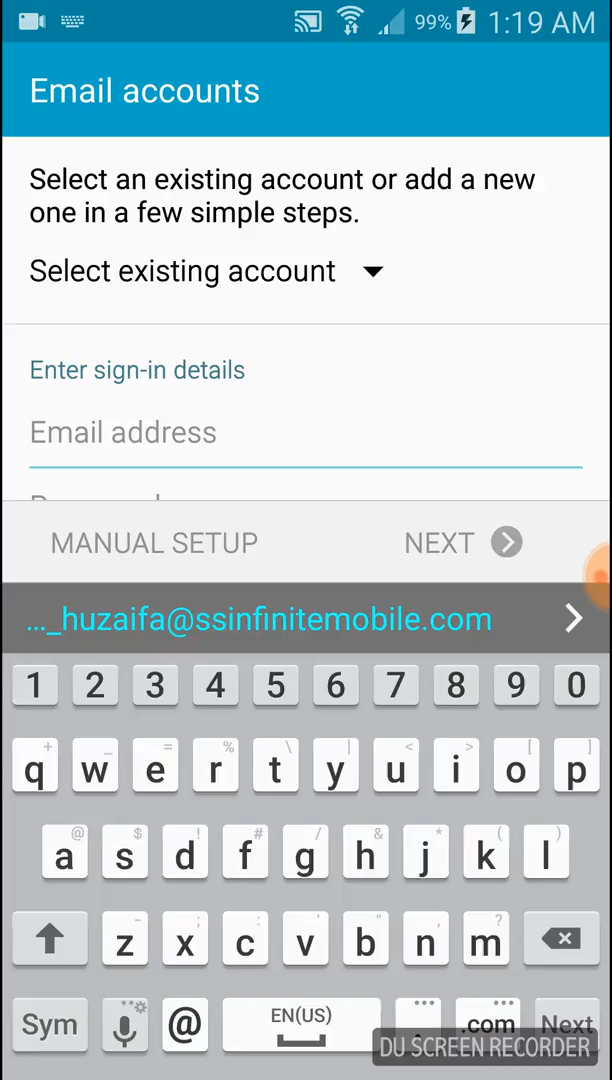 99% 1:19 AM
Email accounts
Select an existing account or add a new
one in a few simple steps.
Select existing account
Enter sign-in details
Email address
MANUAL SETUP NEXT
..._huzaifa@ssinfinitemobile.com
1 2 3 4 5 6 7 8 9 0
+ _ = % \ | < > [ ]
q w e r t y u i o p
@ $ ! # / & * ( )
a s d f g h j k l
- ; : ' " , ?
z x c v b n m
Sym @ EN(US) . .com Next
DU SCREEN RECORDER